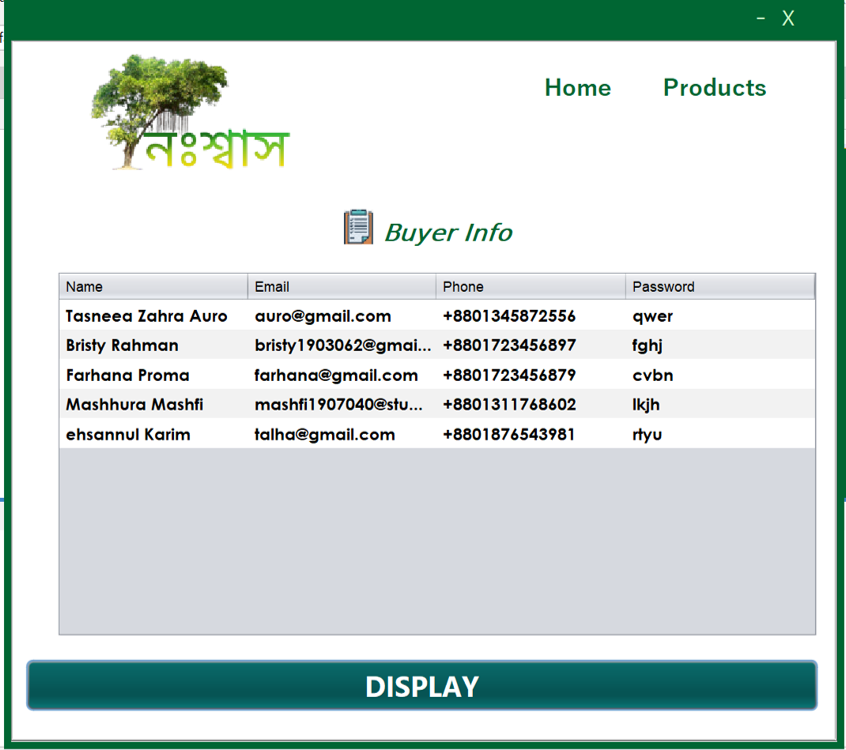 – X
Home Products
নঃশ্বাস
Buyer Info
Name Email Phone Password
Tasneea Zahra Auro auro@gmail.com +8801345872556 qwer
Bristy Rahman bristy1903062@gmai... +8801723456897 fghj
Farhana Proma farhana@gmail.com +8801723456879 cvbn
Mashhura Mashfi mashfi1907040@stu... +8801311768602 lkjh
ehsannul Karim talha@gmail.com +8801876543981 rtyu
DISPLAY